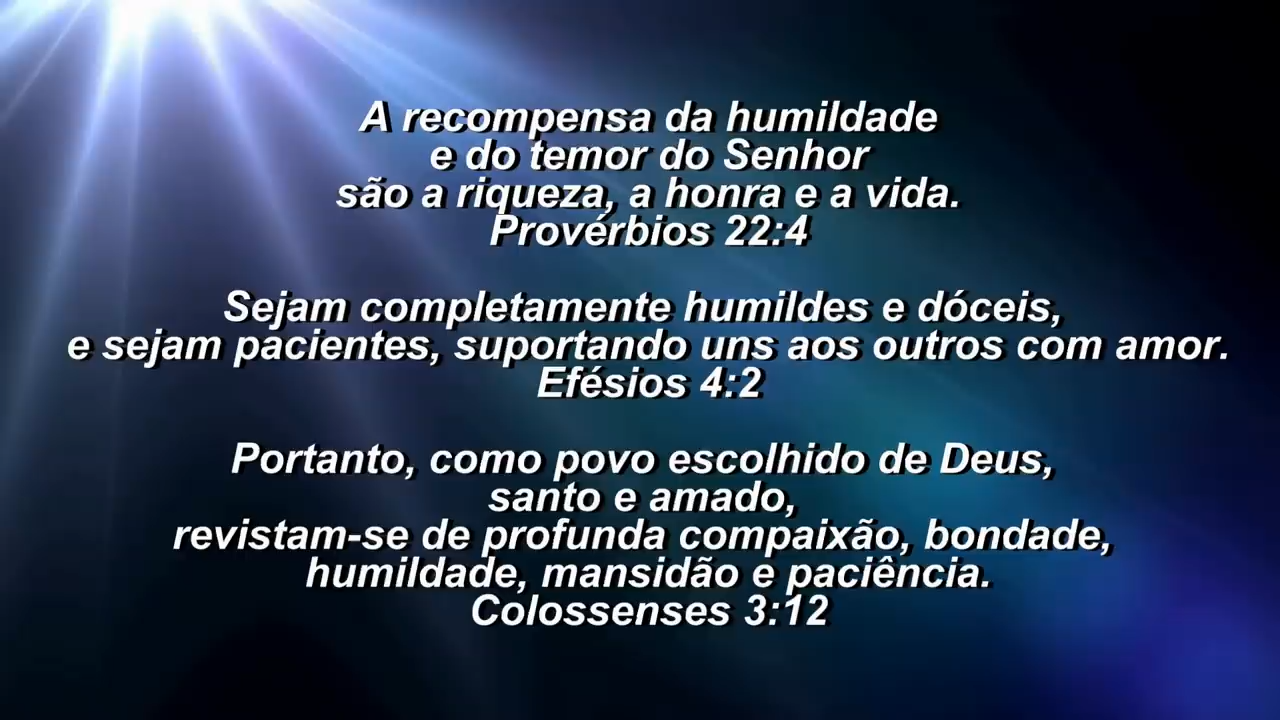 A recompensa da humildade
e do temor do Senhor
são a riqueza, a honra e a vida.
Provérbios 22:4
Sejam completamente humildes e dóceis,
e sejam pacientes, suportando uns aos outros com amor.
Efésios 4:2
Portanto, como povo escolhido de Deus,
santo e amado,
revistam-se de profunda compaixão, bondade,
humildade, mansidão e paciência.
Colossenses 3:12